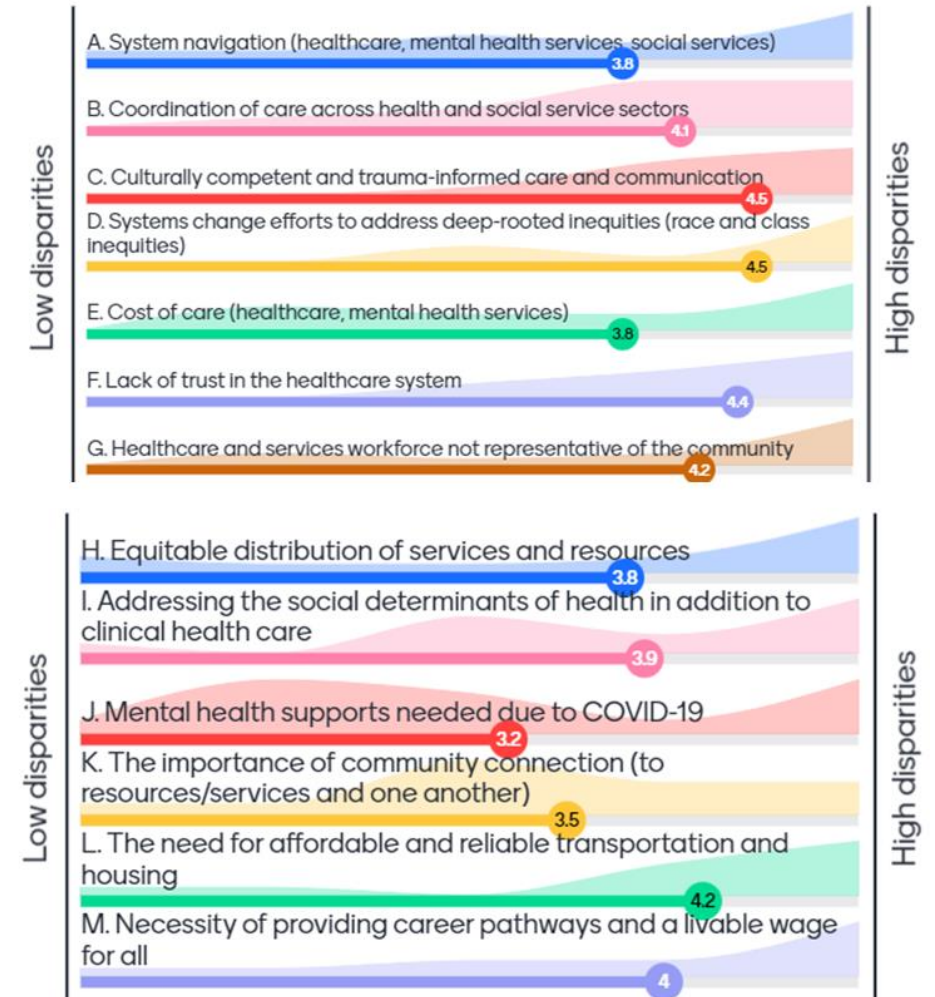 Low disparities
High disparities
A. System navigation (healthcare, mental health services, social services)
3.8
B. Coordination of care across health and social service sectors
4.1
C. Culturally competent and trauma-informed care and communication
4.5
D. Systems change efforts to address deep-rooted inequities (race and class
inequities)
4.5
E. Cost of care (healthcare, mental health services)
3.8
F. Lack of trust in the healthcare system
4.4
G. Healthcare and services workforce not representative of the community
4.2
Low disparities
High disparities
H. Equitable distribution of services and resources
3.8
I. Addressing the social determinants of health in addition to
clinical health care
3.9
J. Mental health supports needed due to COVID-19
3.2
K. The importance of community connection (to
resources/services and one another)
3.5
L. The need for affordable and reliable transportation and
housing
4.2
M. Necessity of providing career pathways and a livable wage
for all
4